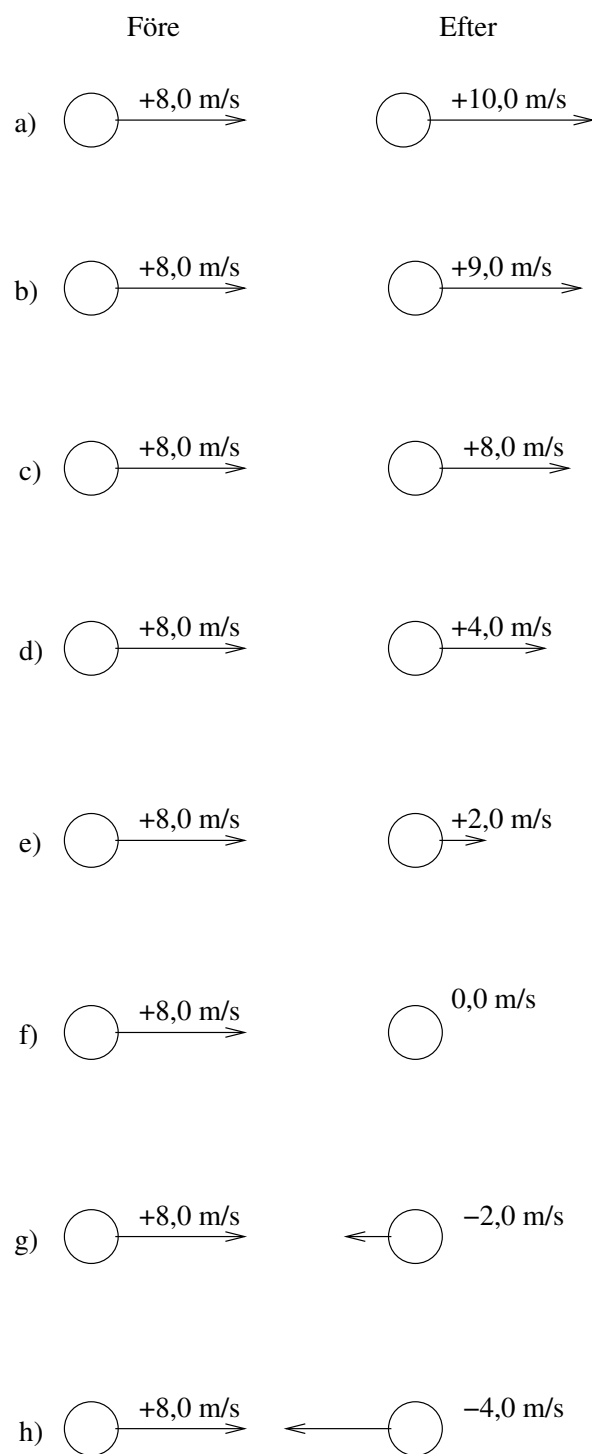 Före Efter
a) +8,0 m/s +10,0 m/s
b) +8,0 m/s +9,0 m/s
c) +8,0 m/s +8,0 m/s
d) +8,0 m/s +4,0 m/s
e) +8,0 m/s +2,0 m/s
f) +8,0 m/s 0,0 m/s
g) +8,0 m/s −2,0 m/s
h) +8,0 m/s −4,0 m/s